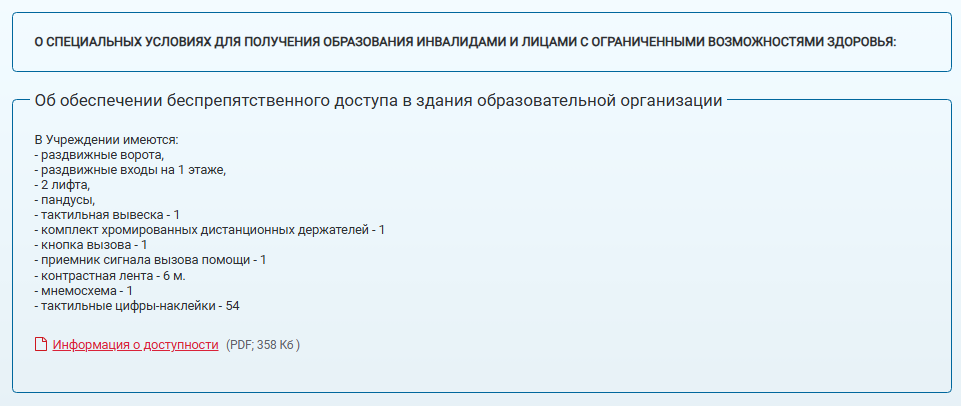 О СПЕЦИАЛЬНЫХ УСЛОВИЯХ ДЛЯ ПОЛУЧЕНИЯ ОБРАЗОВАНИЯ ИНВАЛИДАМИ И ЛИЦАМИ С ОГРАНИЧЕННЫМИ ВОЗМОЖНОСТЯМИ ЗДОРОВЬЯ:
Об обеспечении беспрепятственного доступа в здания образовательной организации
В Учреждении имеются:
- раздвижные ворота,
- раздвижные входы на 1 этаже,
- 2 лифта,
- пандусы,
- тактильная вывеска - 1
- комплект хромированных дистанционных держателей - 1
- кнопка вызова - 1
- приемник сигнала вызова помощи - 1
- контрастная лента - 6 м.
- мнемосхема - 1
- тактильные цифры-наклейки - 54
Информация о доступности (PDF; 358 Кб )